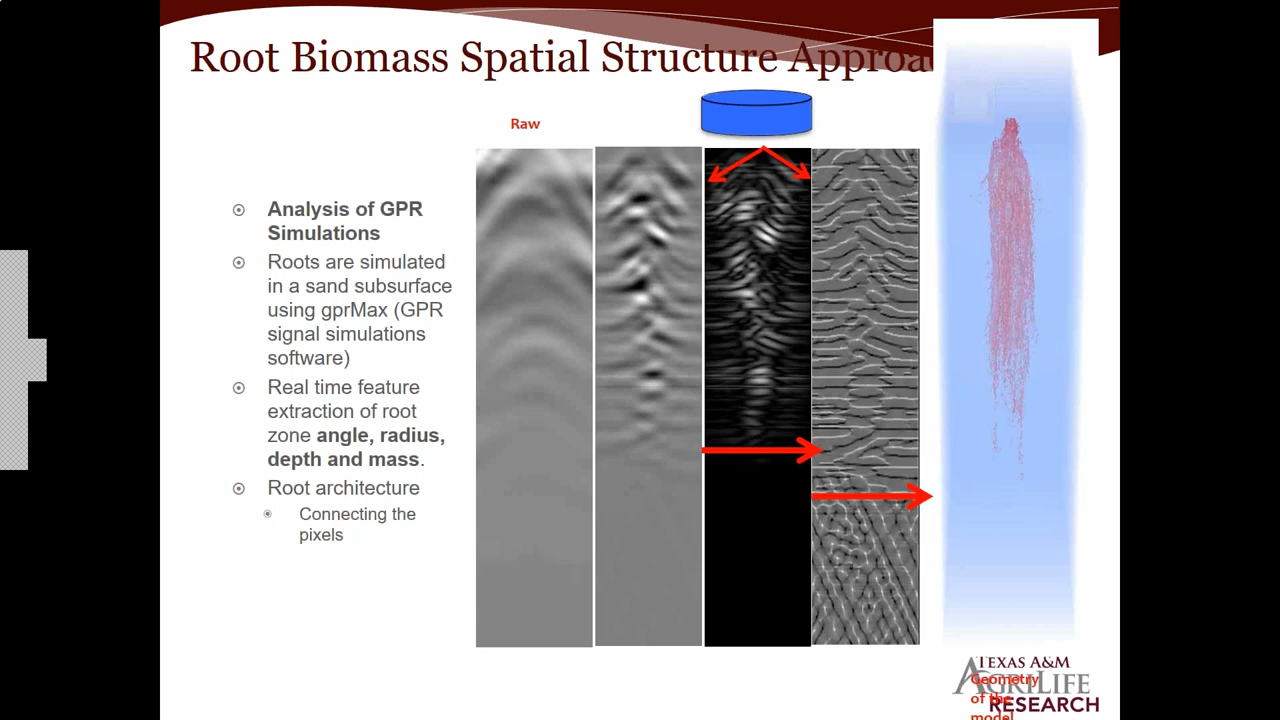 Root Biomass Spatial Structure Approa
Raw
Analysis of GPR
Simulations
Roots are simulated
in a sand subsurface
using gprMax (GPR
signal simulations
software)
Real time feature
extraction of root
zone angle, radius,
depth and mass.
Root architecture
Connecting the
pixels
TEXAS A&M
AGRILIFE
RESEARCH
Geometry
of the
model